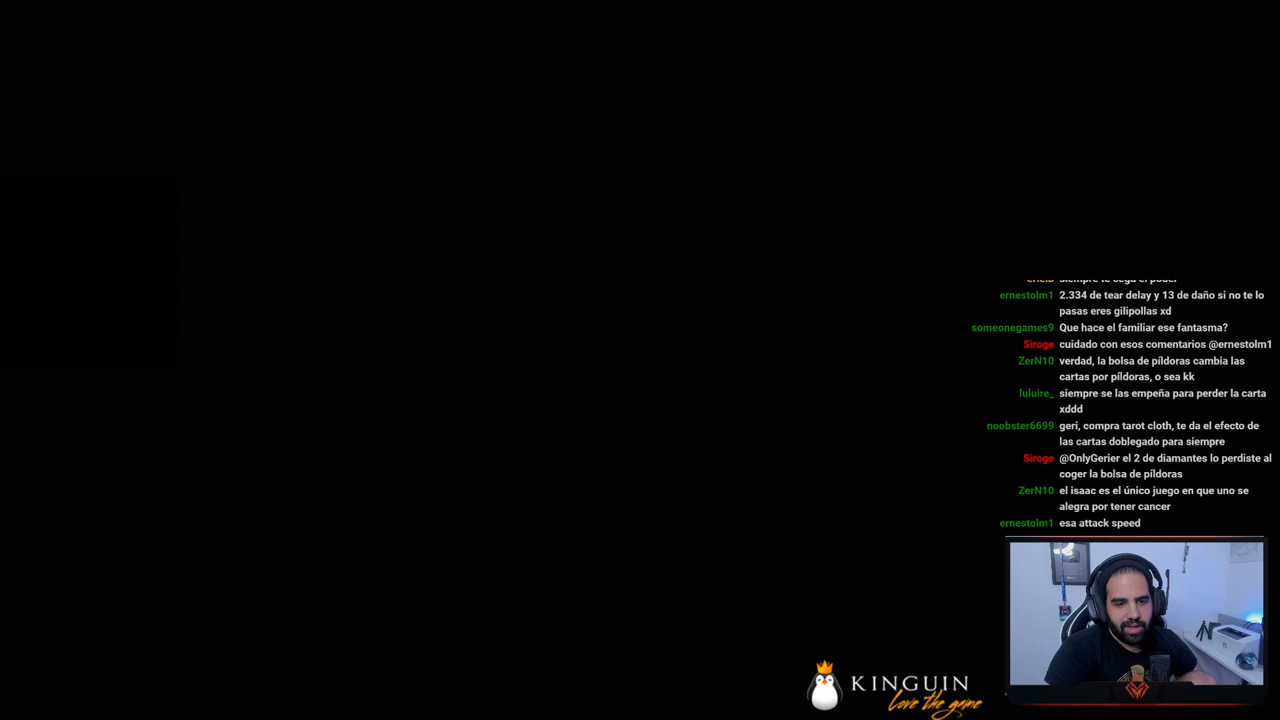 ernestolm1 2.334 de tear delay y 13 de daño si no te lo
pasas eres gilipollas xd
someonegames9 Que hace el familiar ese fantasma?
Siroge cuidado con esos comentarios @ernestolm1
ZerN10 verdad, la bolsa de píldoras cambia las
cartas por píldoras, o sea kk
luluire_ siempre se las empeña para perder la carta
xddd
noobster6699 geri, compra tarot cloth, te da el efecto de
las cartas doblegado para siempre
Siroge @OnlyGerier el 2 de diamantes lo perdiste al
coger la bolsa de píldoras
ZerN10 el isaac es el único juego en que uno se
alegra por tener cancer
ernestolm1 esa attack speed
KINGUIN
love the game